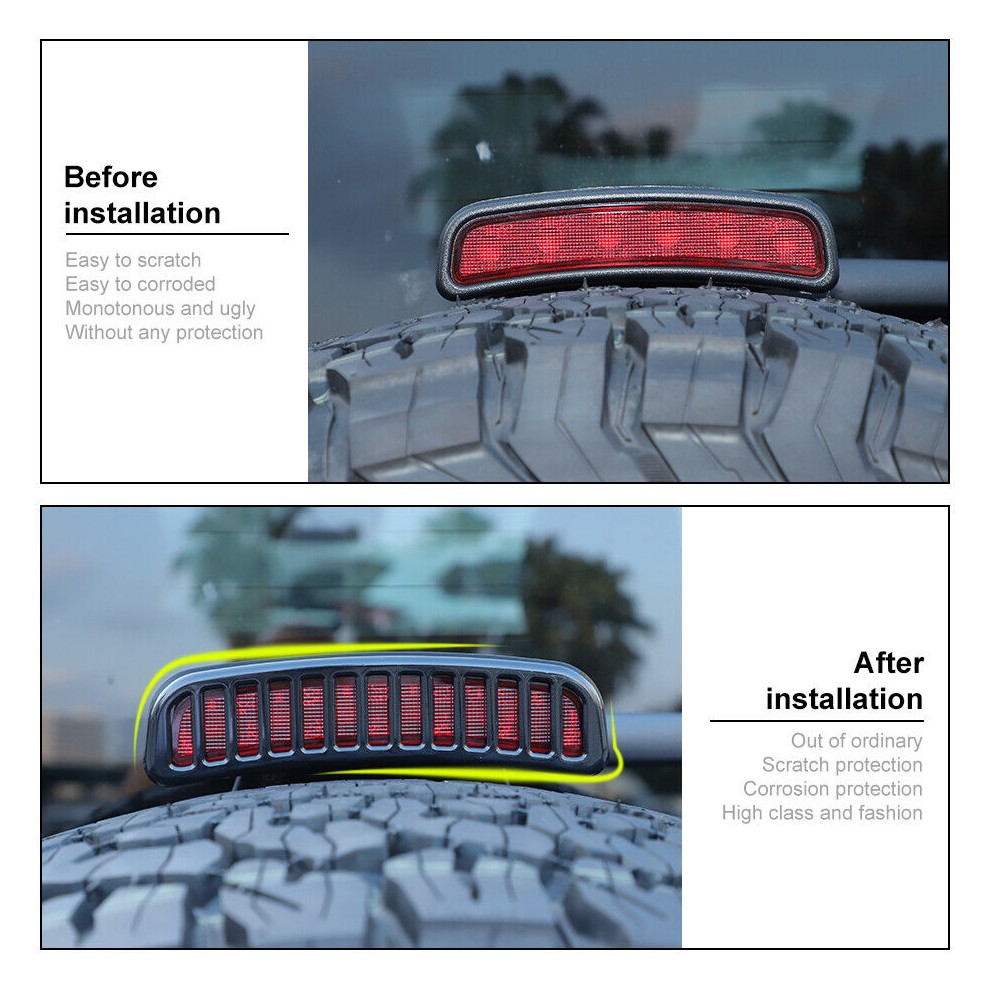 Before
installation
Easy to scratch
Easy to corroded
Monotonous and ugly
Without any protection
After
installation
Out of ordinary
Scratch protection
Corrosion protection
High class and fashion